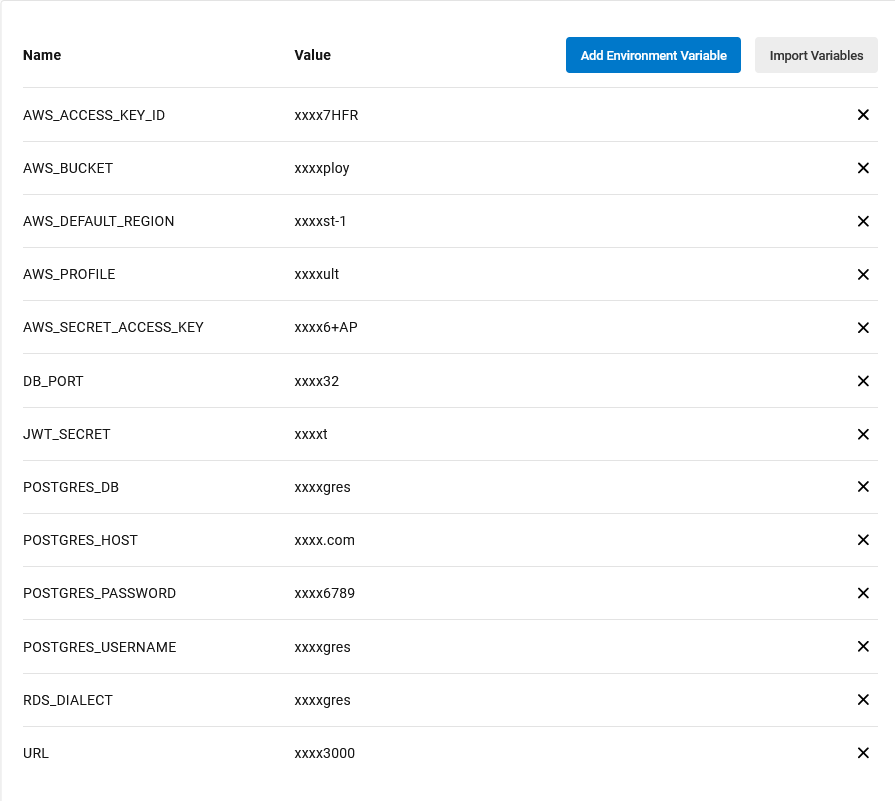 Name Value Add Environment Variable Import Variables
AWS_ACCESS_KEY_ID xxxx7HFR
AWS_BUCKET xxxxploy
AWS_DEFAULT_REGION xxxxst-1
AWS_PROFILE xxxxult
AWS_SECRET_ACCESS_KEY xxxx6+AP
DB_PORT xxxx32
JWT_SECRET xxxxt
POSTGRES_DB xxxxgres
POSTGRES_HOST xxxx.com
POSTGRES_PASSWORD xxxx6789
POSTGRES_USERNAME xxxxgres
RDS_DIALECT xxxxgres
URL xxxx3000